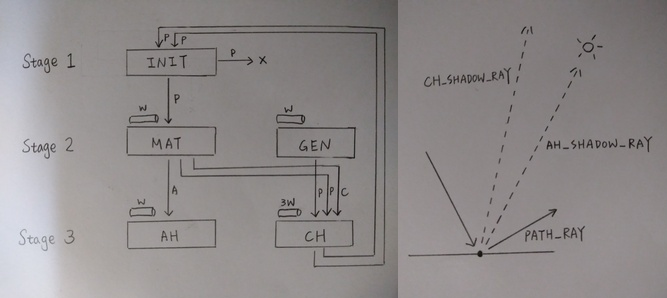 P P
Stage 1 INIT P X
P
W W
Stage 2 MAT GEN
A P P C
W 3W
Stage 3 AH CH
CH_SHADOW_RAY
AH_SHADOW_RAY
PATH_RAY